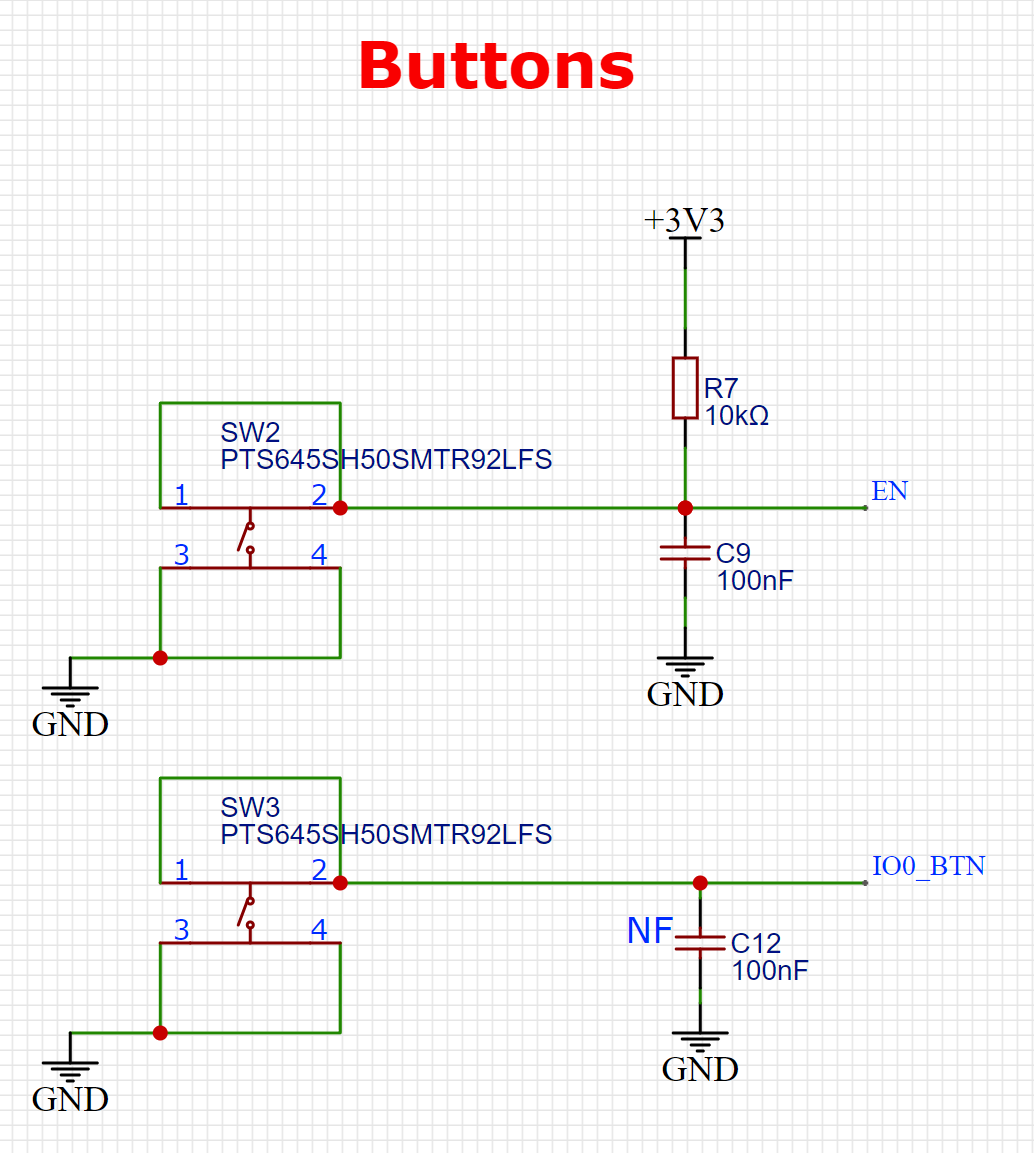 Buttons
+3V3
R7
10kΩ
SW2
PTS645SH50SMTR92LFS
1 2
EN
3 4
C9
100nF
GND
GND
SW3
PTS645SH50SMTR92LFS
1 2
IO0_BTN
3 4
NF
C12
100nF
GND
GND